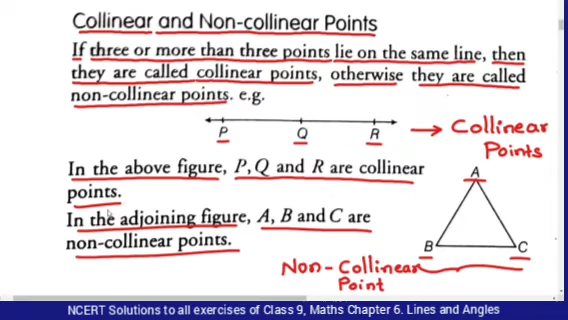 Collinear and Non-collinear Points
If three or more than three points lie on the same line, then
they are called collinear points, otherwise they are called
non-collinear points. e.g.
P Q R → Collinear
Points
In the above figure, P, Q and R are collinear
points.
A
In the adjoining figure, A, B and C are
non-collinear points.
B C
Non-Collinear
Point
NCERT Solutions to all exercises of Class 9, Maths Chapter 6. Lines and Angles